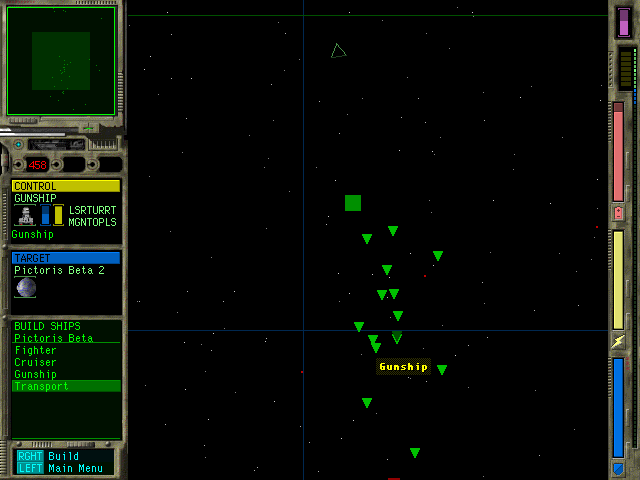 458
CONTROL
GUNSHIP
LSRTURRT
MGNTOPLS
Gunship
TARGET
Pictoris Beta 2
BUILD SHIPS
Pictoris Beta
Fighter
Cruiser
Gunship
Transport
RGHT Build
LEFT Main Menu
Gunship